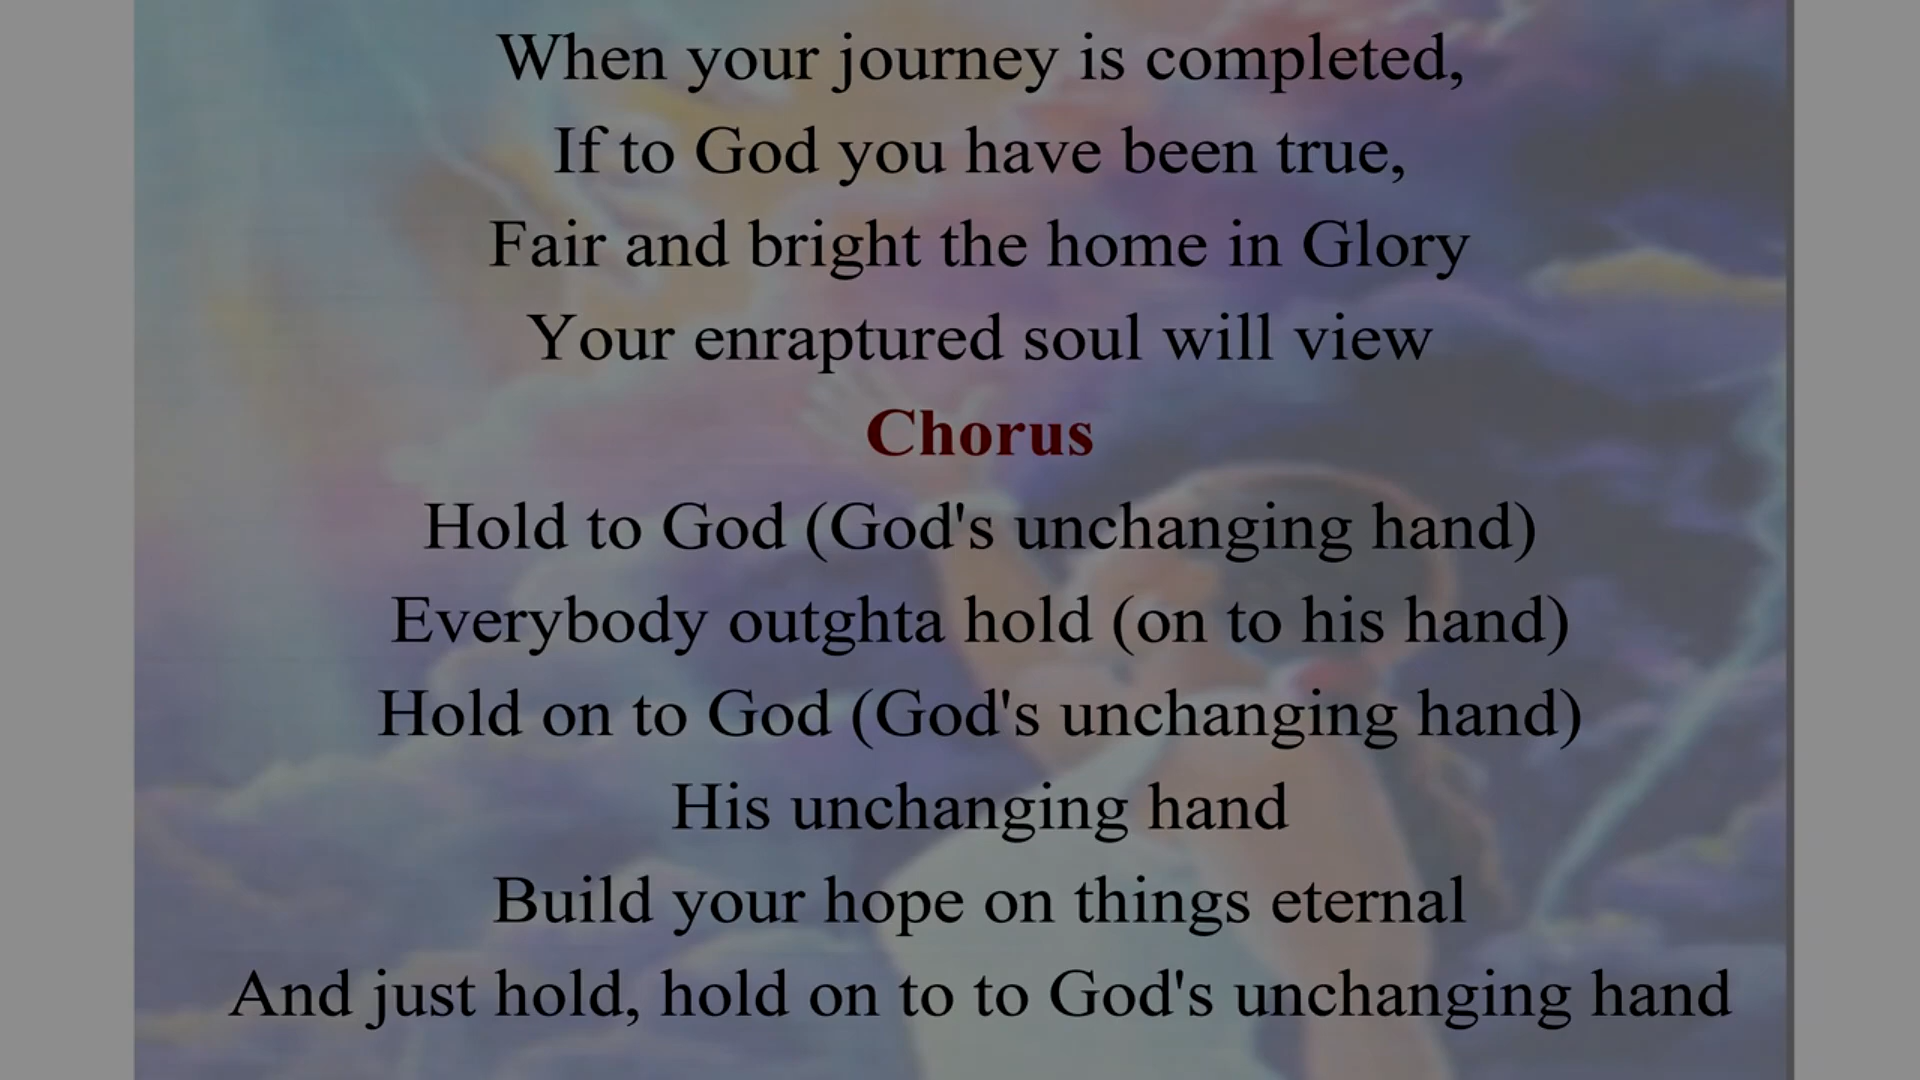 When your journey is completed,
If to God you have been true,
Fair and bright the home in Glory
Your enraptured soul will view
Chorus
Hold to God (God's unchanging hand)
Everybody outghta hold (on to his hand)
Hold on to God (God's unchanging hand)
His unchanging hand
Build your hope on things eternal
And just hold, hold on to to God's unchanging hand